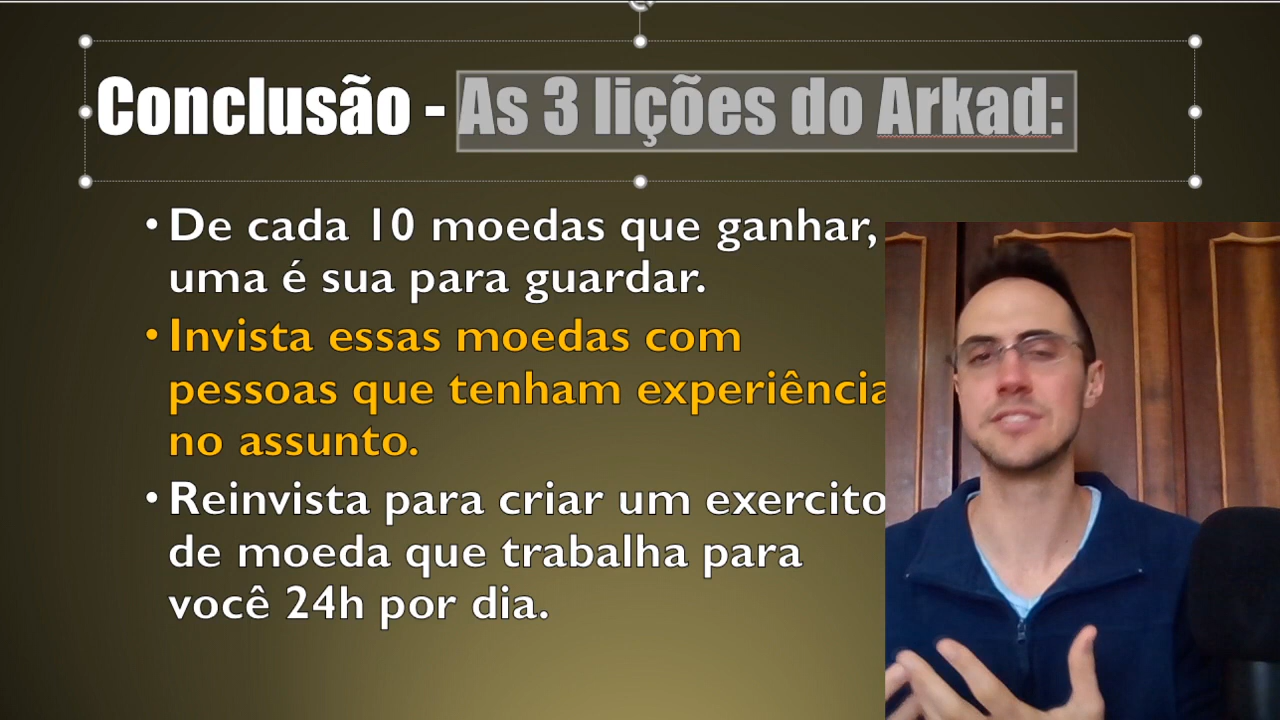 Conclusão - As 3 lições do Arkad:
• De cada 10 moedas que ganhar,
uma é sua para guardar.
• Invista essas moedas com
pessoas que tenham experiência
no assunto.
• Reinvista para criar um exercito
de moeda que trabalha para
você 24h por dia.